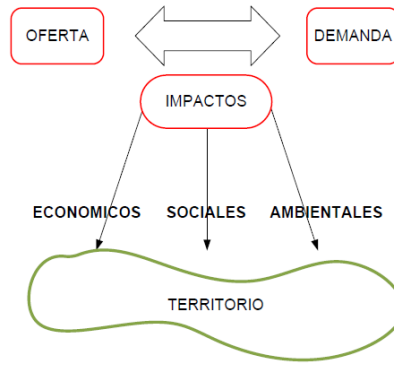 OFERTA
DEMANDA
IMPACTOS
ECONOMICOS SOCIALES AMBIENTALES
TERRITORIO